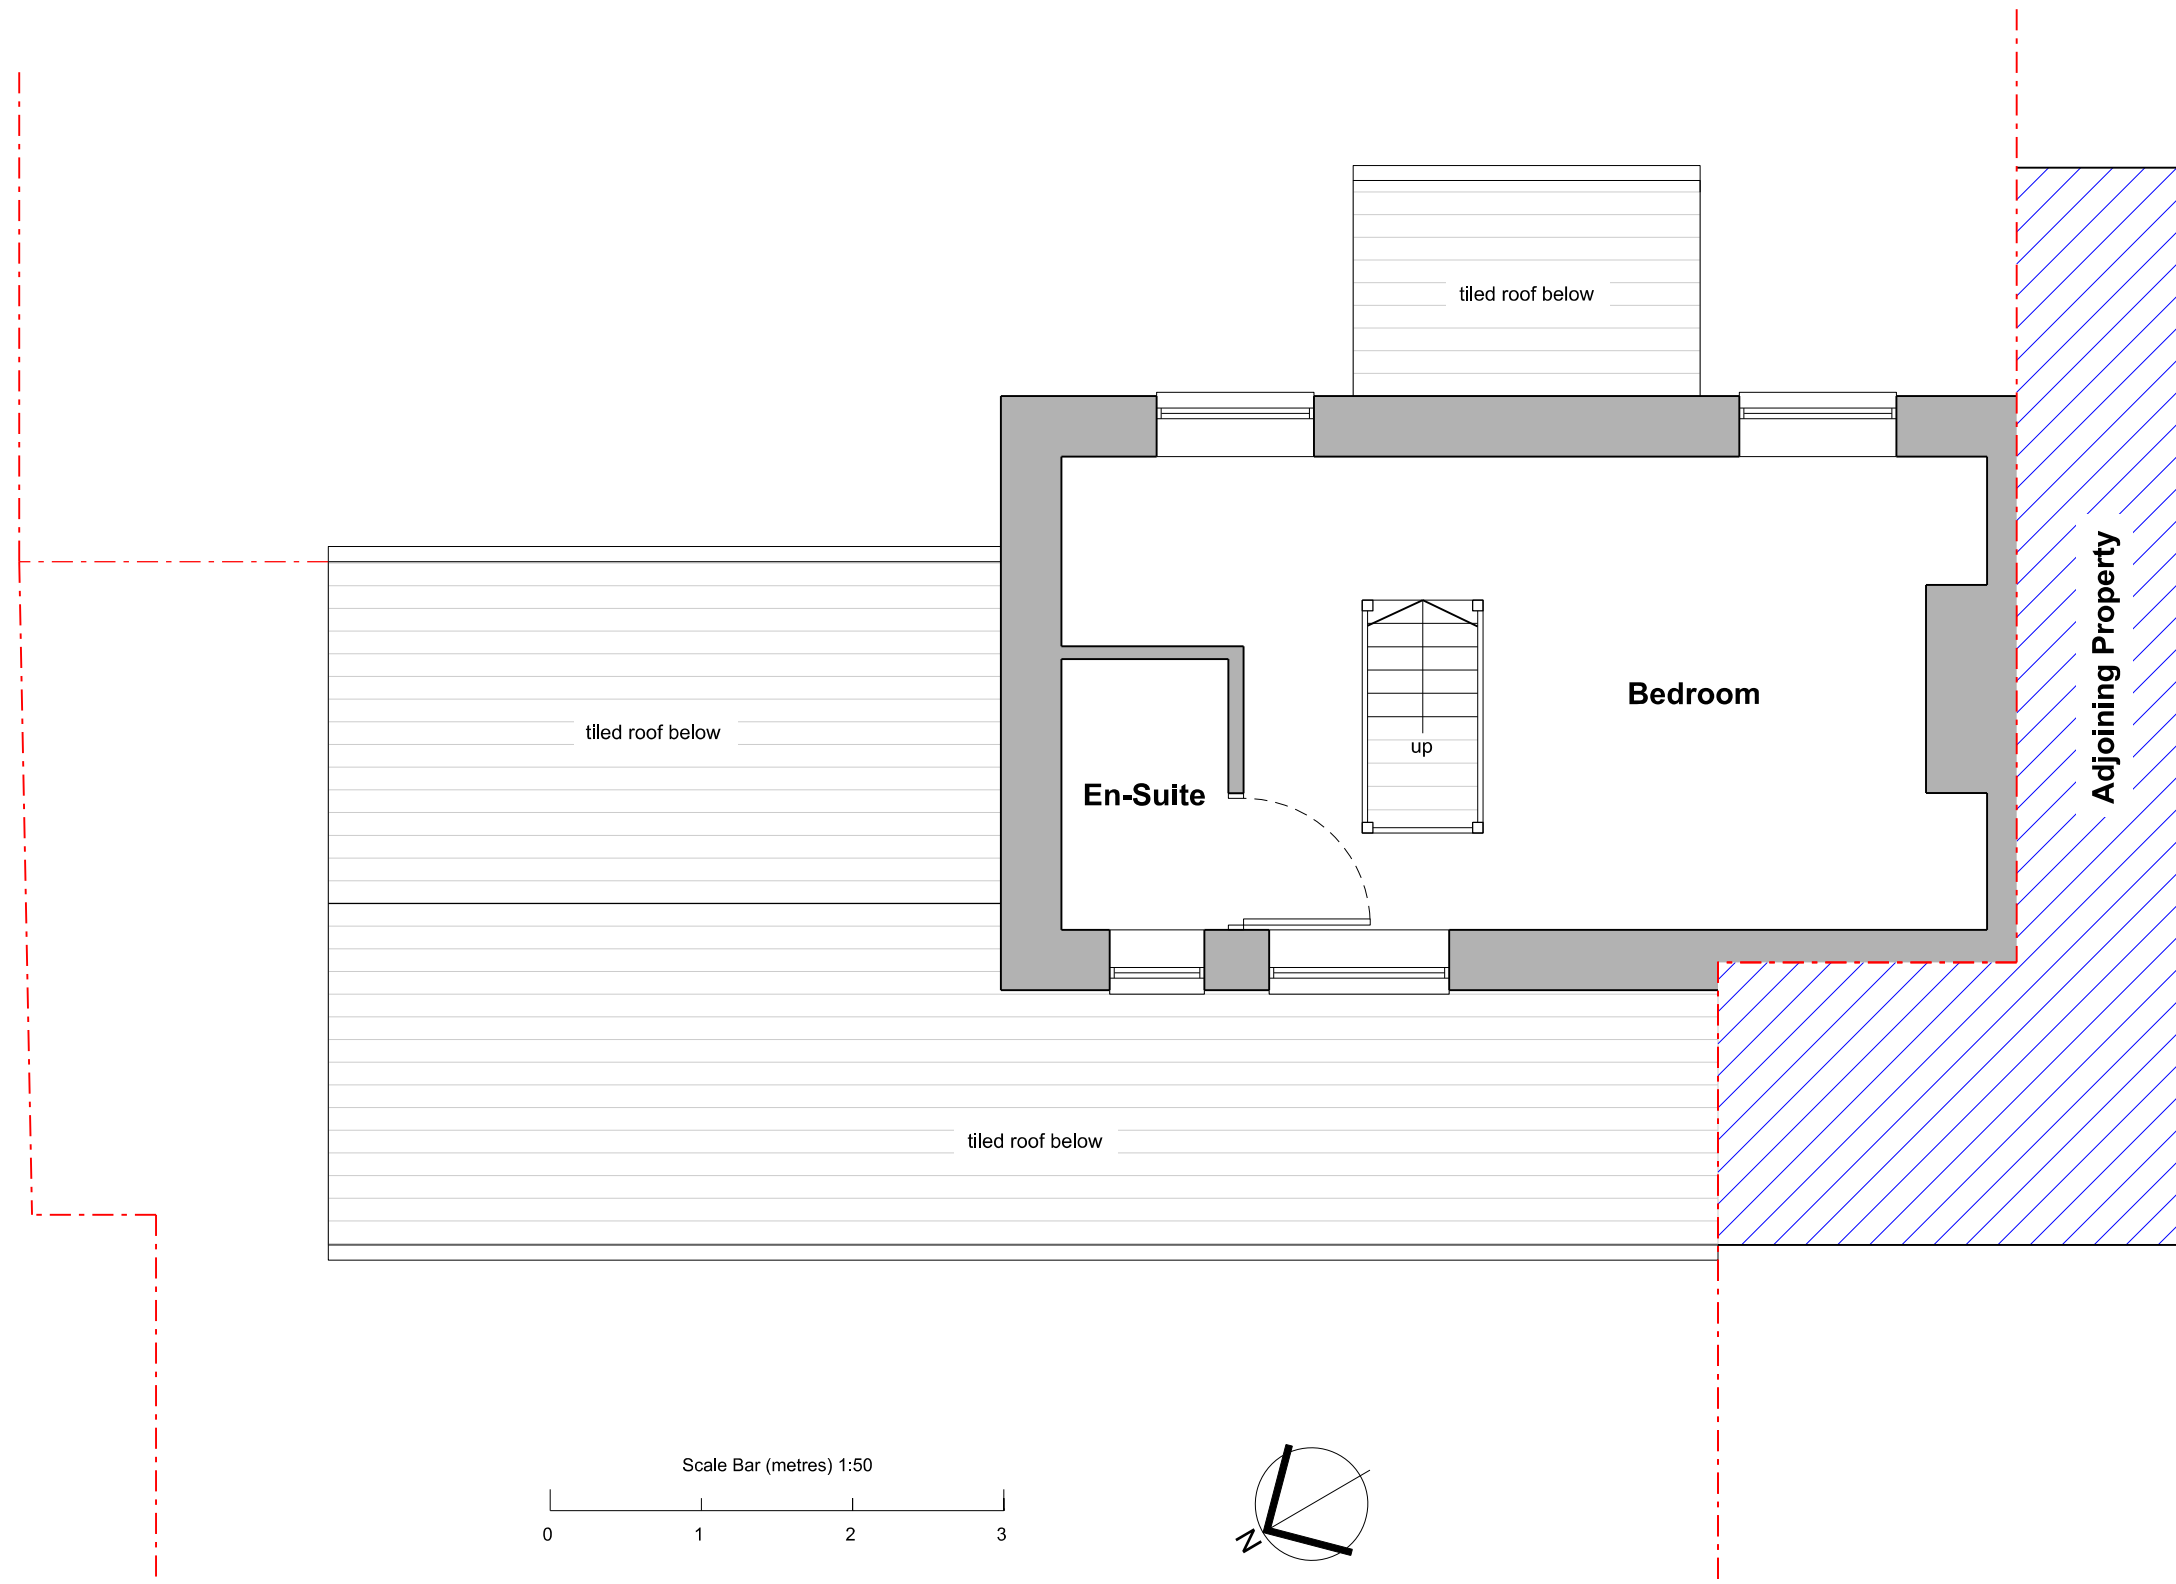 tiled roof below
Adjoining Property
Bedroom
tiled roof below
up
En-Suite
tiled roof below
Scale Bar (metres) 1:50
0 1 2 3
N